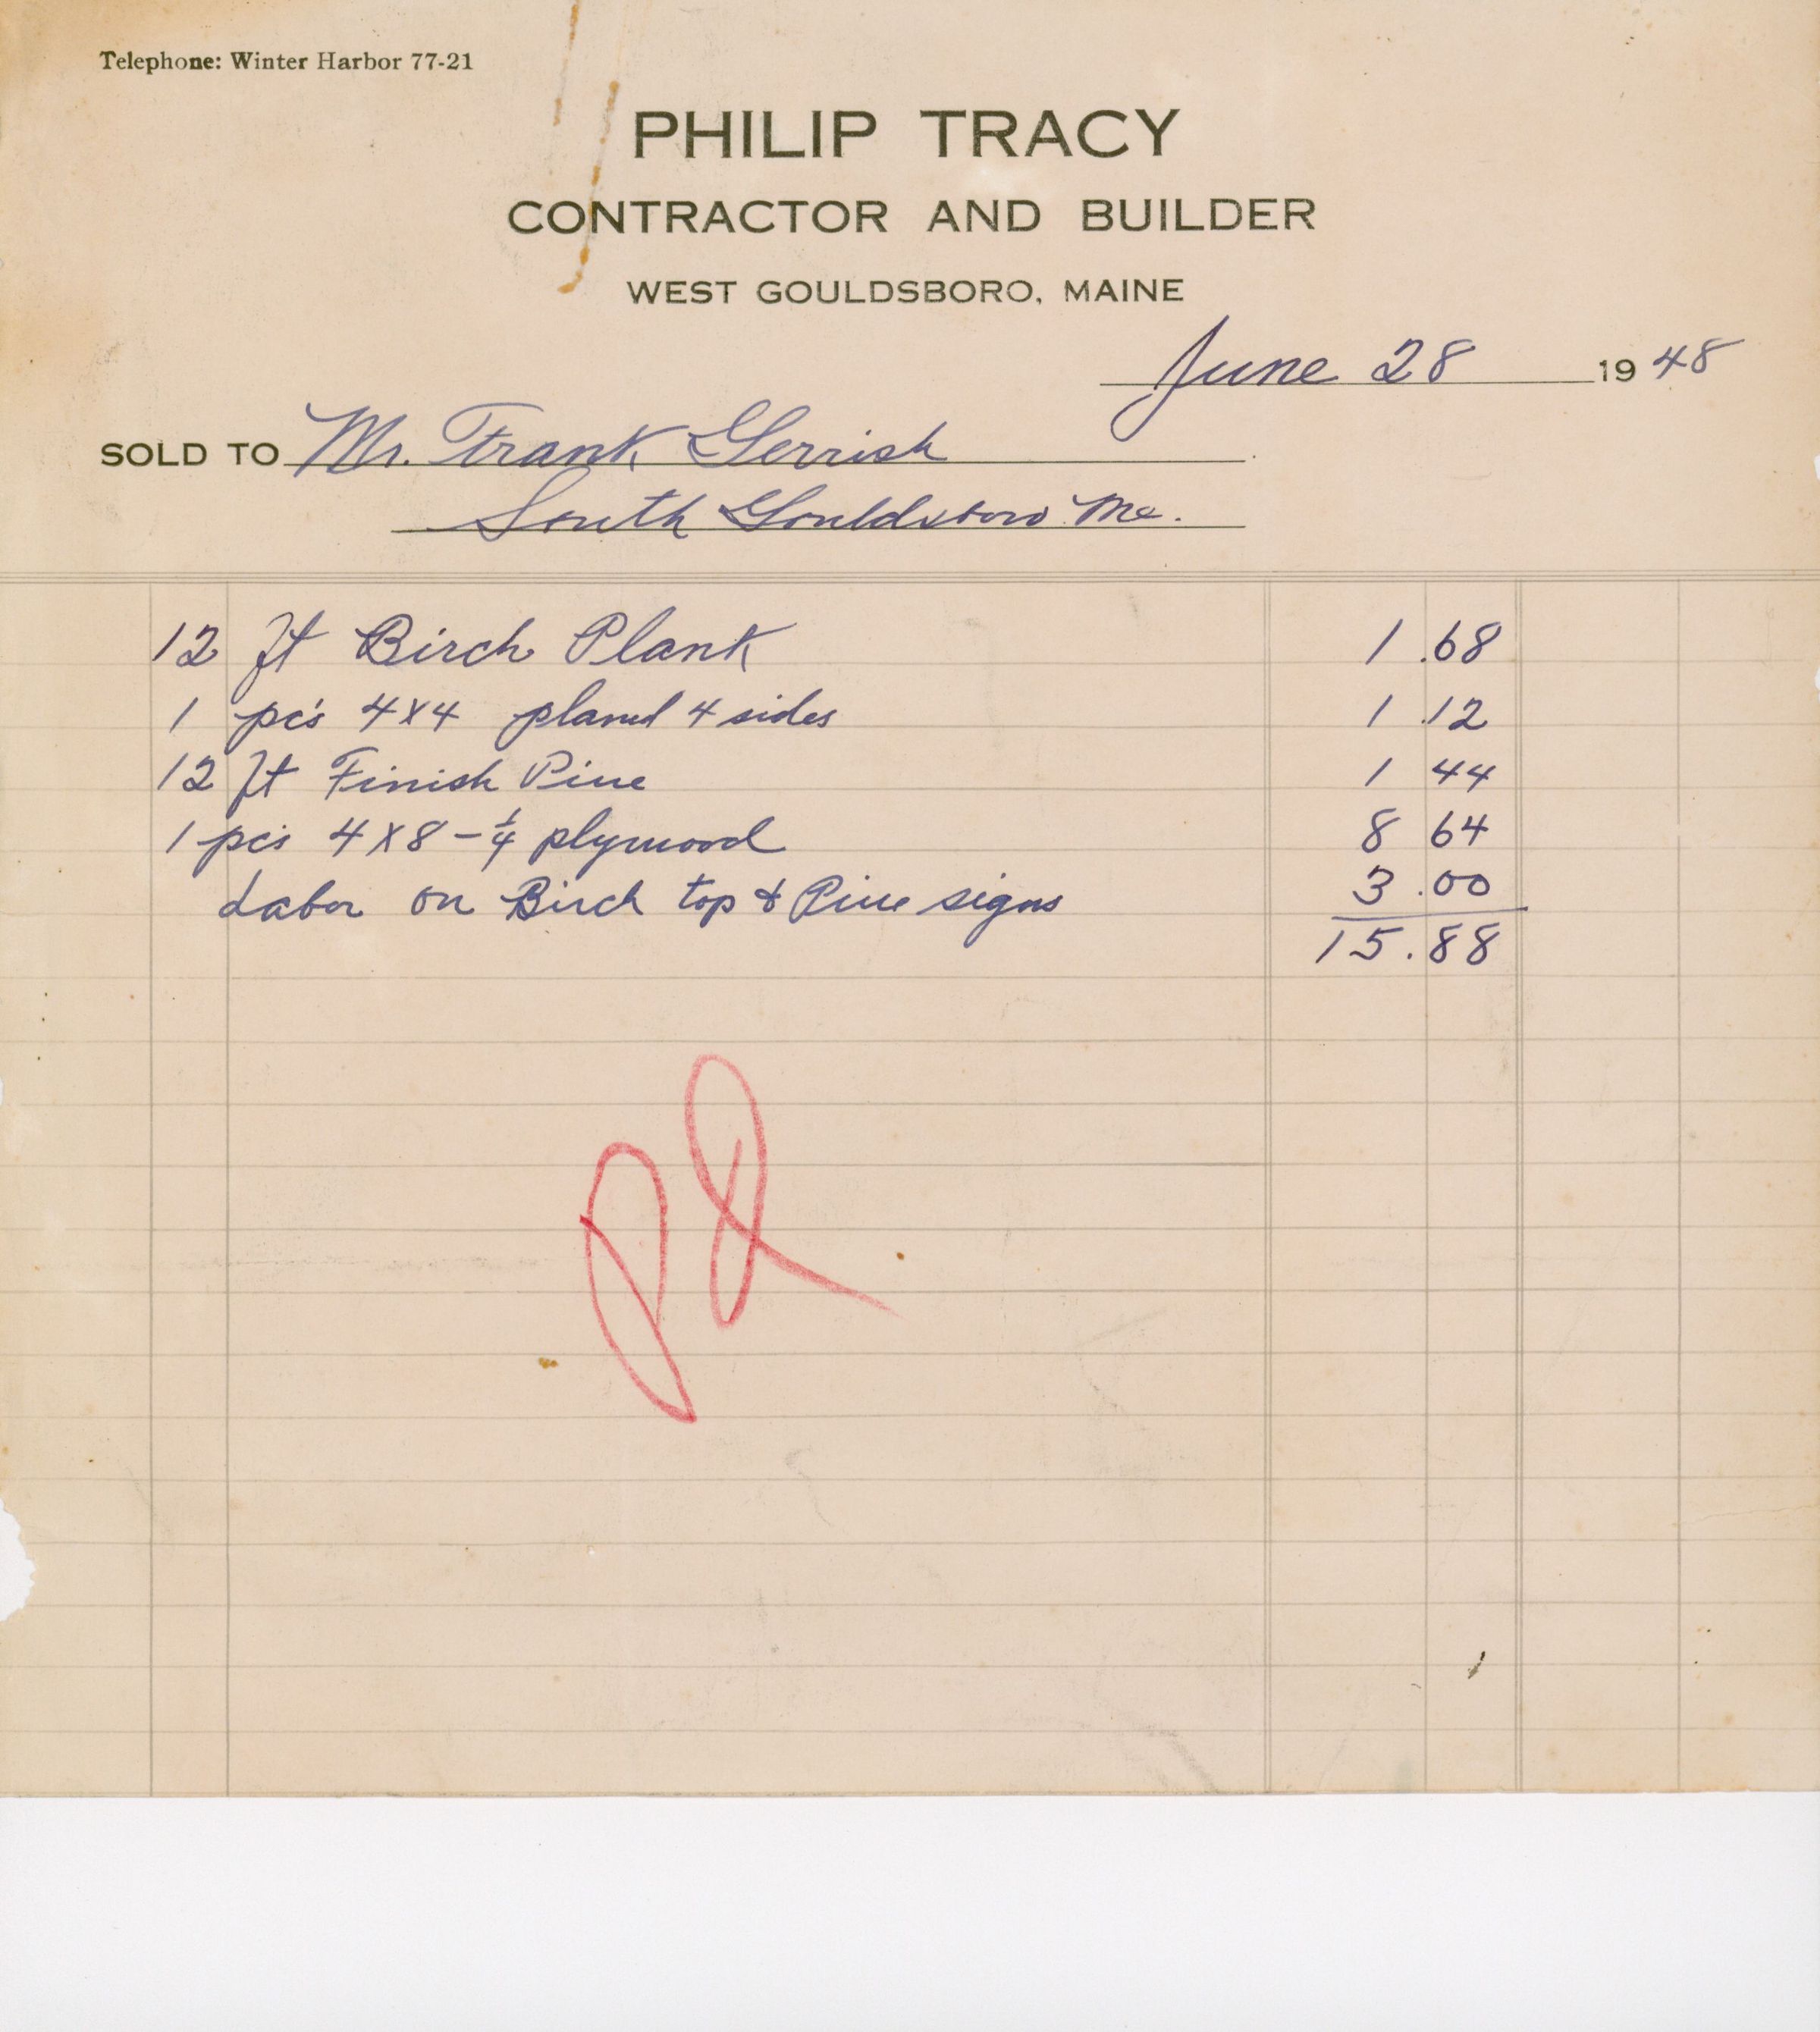 Telephone: Winter Harbor 77-21
PHILIP TRACY
CONTRACTOR AND BUILDER
WEST GOULDSBORO, MAINE
June 28 1948
SOLD TO Mr. Frank Gerrish
South Gouldsboro Me.
12 ft Birch Plank 1.68
1 pc's 4x4 planed 4 sides 1.12
12 ft Finish Pine 1 44
1 pc's 4x8-1/4 plywood 8 64
Labor on Birch top & Pine signs 3.00
15.88
Pd